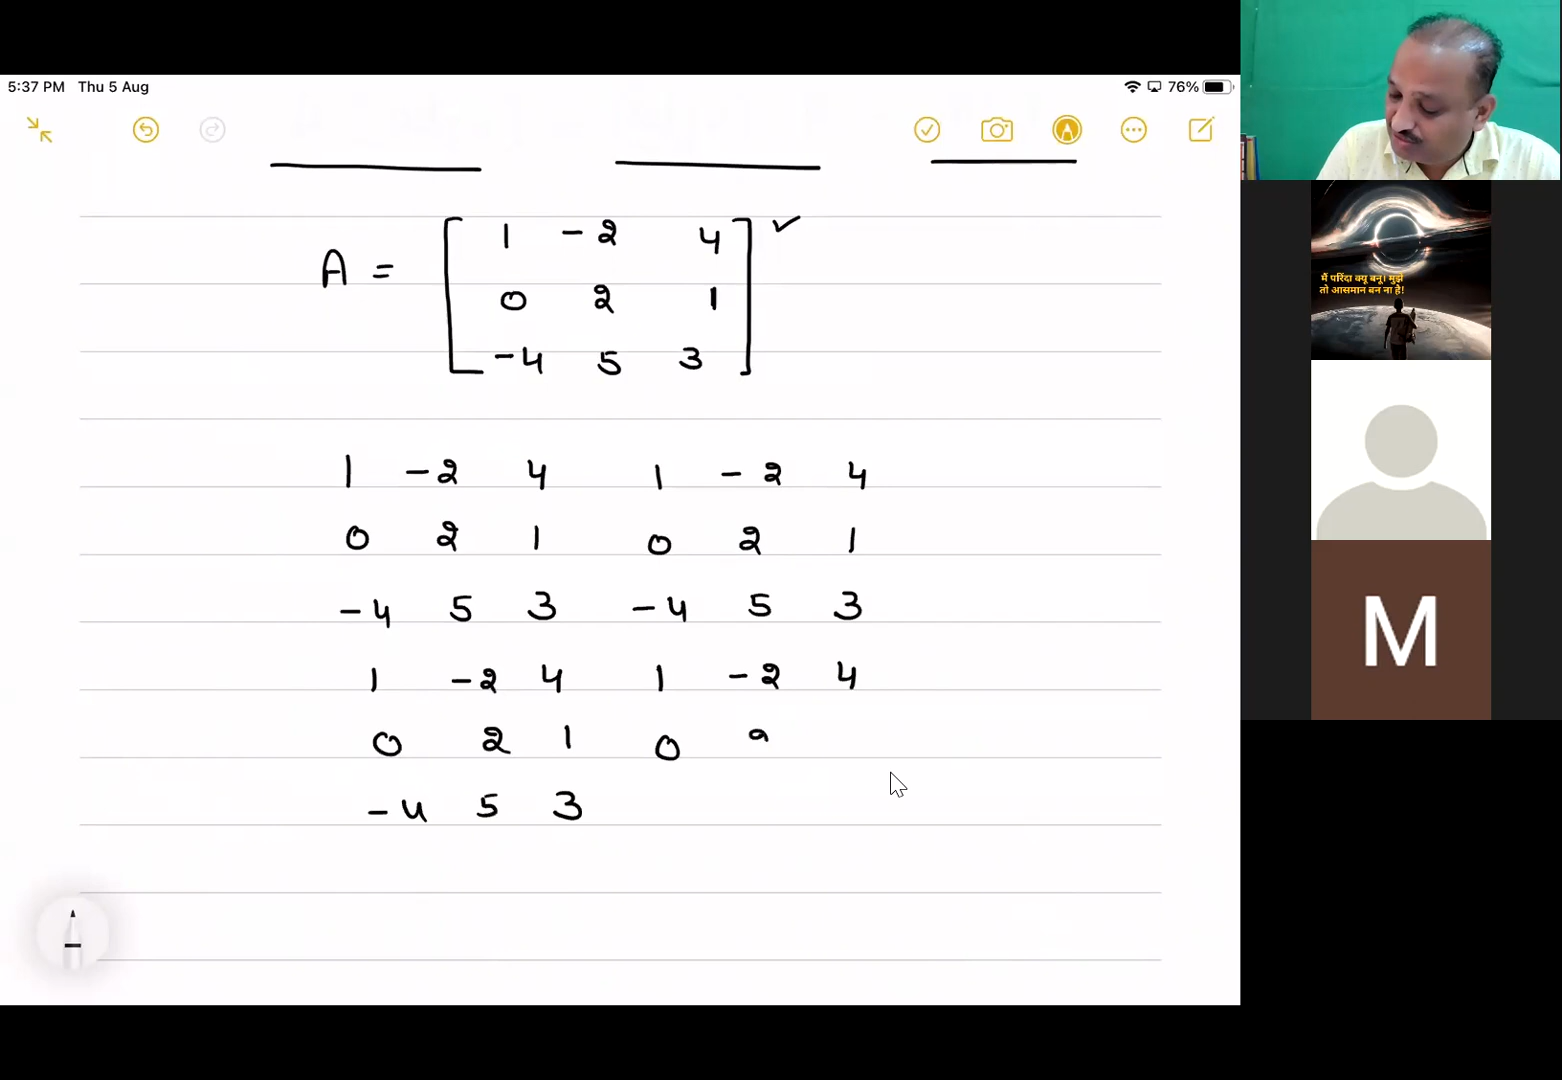 5:37 PM Thu 5 Aug
76%
A = [ 1 -2 4 ] ✓
0 2 1
-4 5 3
1 -2 4 1 -2 4
0 2 1 0 2 1
-4 5 3 -4 5 3
1 -2 4 1 -2 4
0 2 1 0
-4 5 3
मैं परिंदा क्यू बनू। मुझे
तो आसमान बन ना है!
M